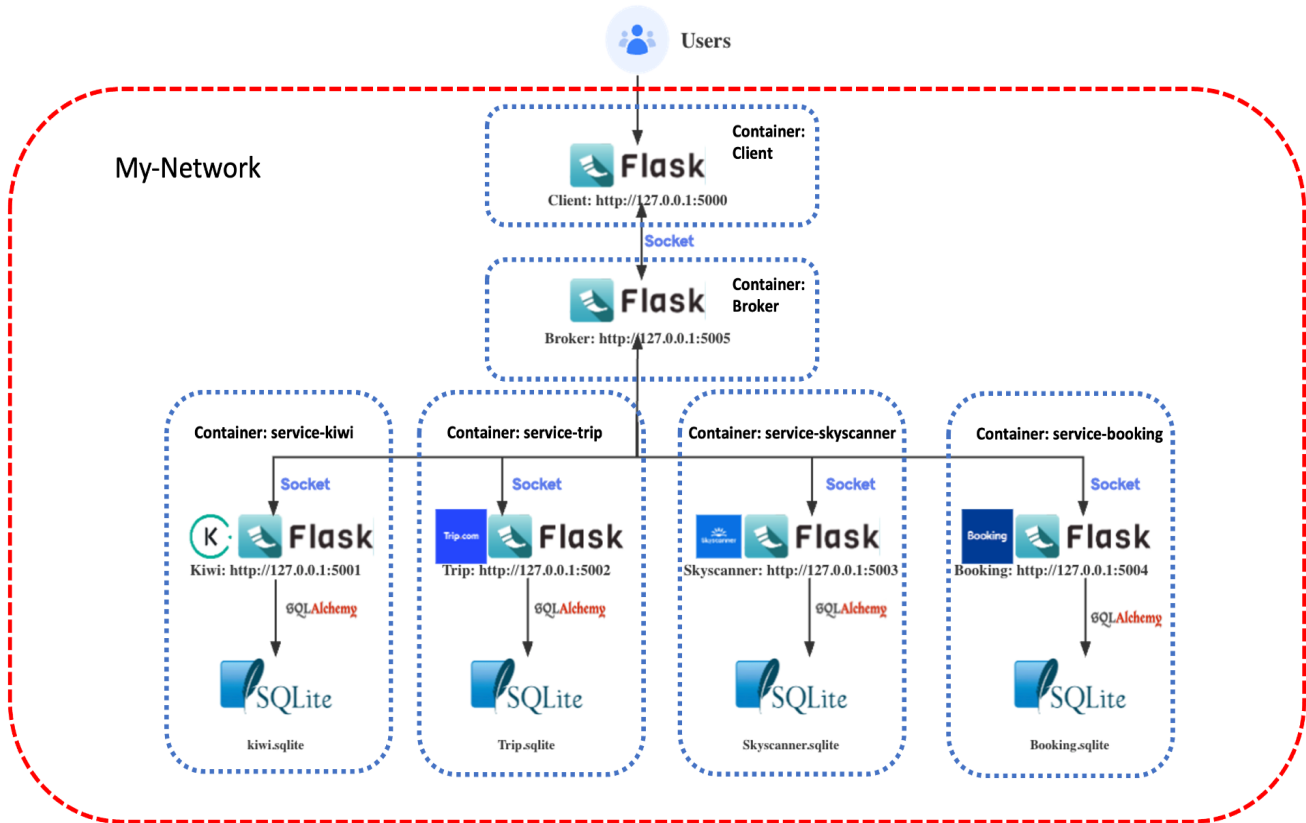 Users
My-Network
Container:
Client
Flask
Client: http://127.0.0.1:5000
Socket
Container:
Broker
Flask
Broker: http://127.0.0.1:5005
Container: service-kiwi
Container: service-trip
Container: service-skyscanner
Container: service-booking
Socket
Socket
Socket
Socket
K Flask
Trip.com Flask
Skyscanner Flask
Booking Flask
Kiwi: http://127.0.0.1:5001
Trip: http://127.0.0.1:5002
Skyscanner: http://127.0.0.1:5003
Booking: http://127.0.0.1:5004
SQLAlchemy
SQLAlchemy
SQLAlchemy
SQLAlchemy
SQLite
SQLite
SQLite
SQLite
kiwi.sqlite
Trip.sqlite
Skyscanner.sqlite
Booking.sqlite